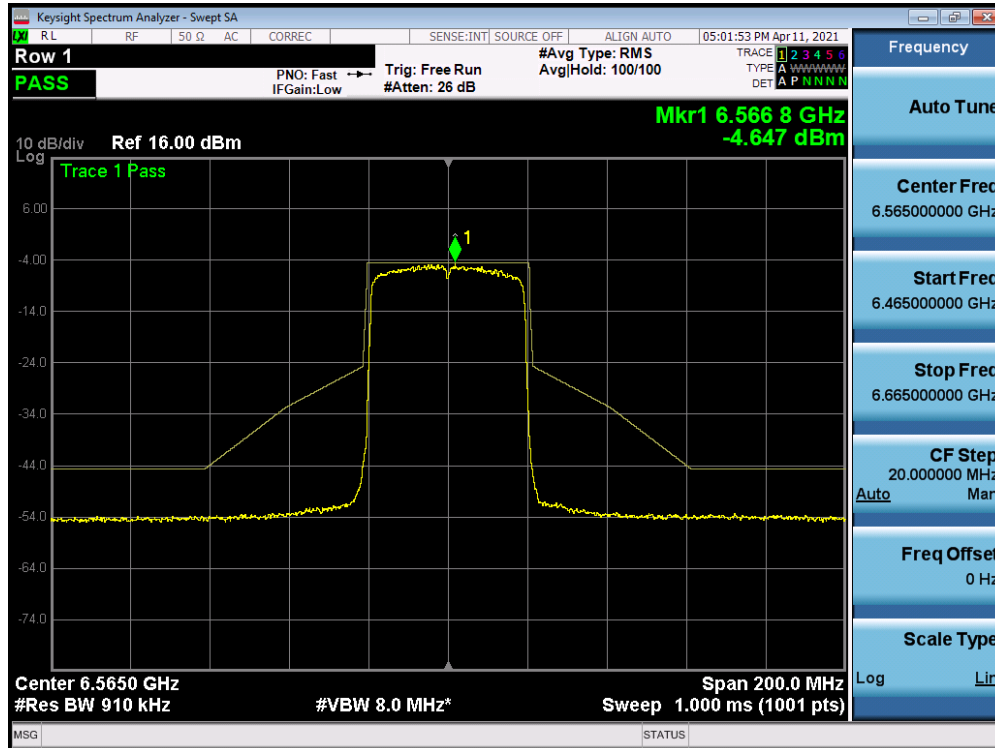 Keysight Spectrum Analyzer - Swept SA
LXI RL RF 50 Ω AC CORREC SENSE:INT SOURCE OFF ALIGN AUTO 05:01:53 PM Apr 11, 2021
Row 1
PASS
PNO: Fast
IFGain:Low
Trig: Free Run
#Atten: 26 dB
#Avg Type: RMS
Avg|Hold: 100/100
TRACE 1 2 3 4 5 6
TYPE A WWWWW
DET A P N N N N
Mkr1 6.566 8 GHz
-4.647 dBm
10 dB/div Ref 16.00 dBm
Log
Trace 1 Pass
6.00
-4.00
-14.0
-24.0
-34.0
-44.0
-54.0
-64.0
-74.0
1
Center 6.5650 GHz
Span 200.0 MHz
#Res BW 910 kHz
#VBW 8.0 MHz*
Sweep 1.000 ms (1001 pts)
MSG
STATUS
Frequency
Auto Tune
Center Freq
6.565000000 GHz
Start Freq
6.465000000 GHz
Stop Freq
6.665000000 GHz
CF Step
20.000000 MHz
Auto Man
Freq Offset
0 Hz
Scale Type
Log Lin